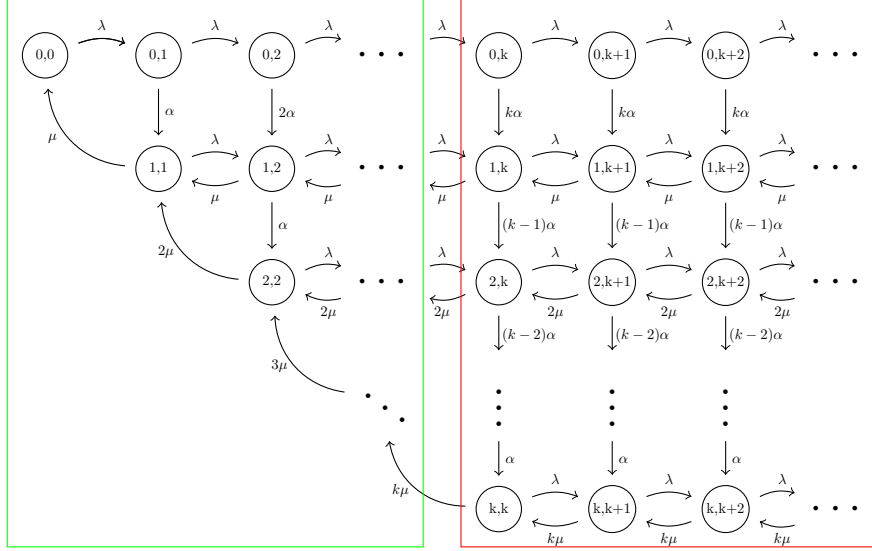 λ λ λ λ λ λ λ
0,0 0,1 0,2 0,k 0,k+1 0,k+2
μ α 2α kα kα kα
λ λ λ λ λ λ
1,1 1,2 1,k 1,k+1 1,k+2
μ μ μ μ μ μ
2μ α (k − 1)α (k − 1)α (k − 1)α
λ λ λ λ λ
2,2 2,k 2,k+1 2,k+2
2μ 2μ 2μ 2μ 2μ
3μ (k − 2)α (k − 2)α (k − 2)α
α α α
kμ λ λ λ
k,k k,k+1 k,k+2
kμ kμ kμ